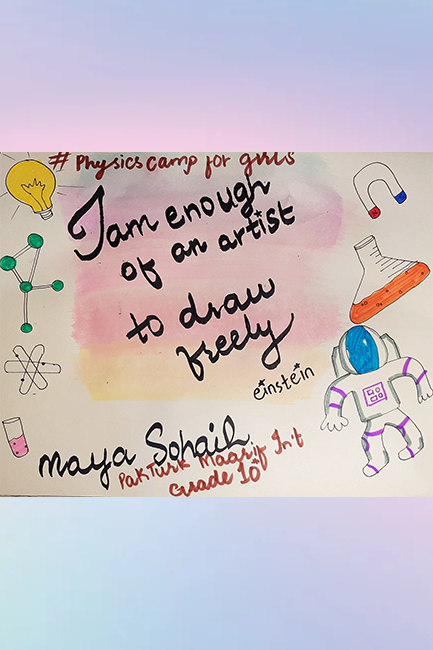 # Physics camp for girls
I am enough
of an artist
to draw
freely
einstein
Maya Sohail
PakTurk Maarif Int
Grade 10